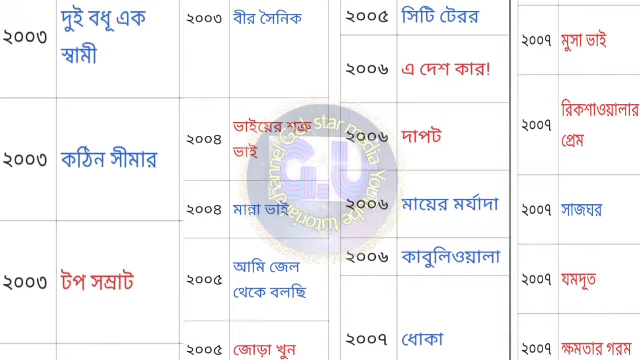 ২০০৩ দুই বধূ এক
স্বামী
২০০৩ কঠিন সীমার
২০০৩ টপ সম্রাট
২০০৩ বীর সৈনিক
২০০৪ ভাইয়ের শত্রু
ভাই
২০০৪ মান্না ভাই
২০০৫ আমি জেল
থেকে বলছি
২০০৫ জোড়া খুন
২০০৫ সিটি টেরর
২০০৬ এ দেশ কার!
২০০৬ দাপট
২০০৬ মায়ের মর্যাদা
২০০৬ কাবুলিওয়ালা
২০০৭ ধোকা
২০০৭ মুসা ভাই
২০০৭ রিকশাওয়ালার
প্রেম
২০০৭ সাজঘর
২০০৭ যমদূত
২০০৭ ক্ষমতার গরম
G.U
star media